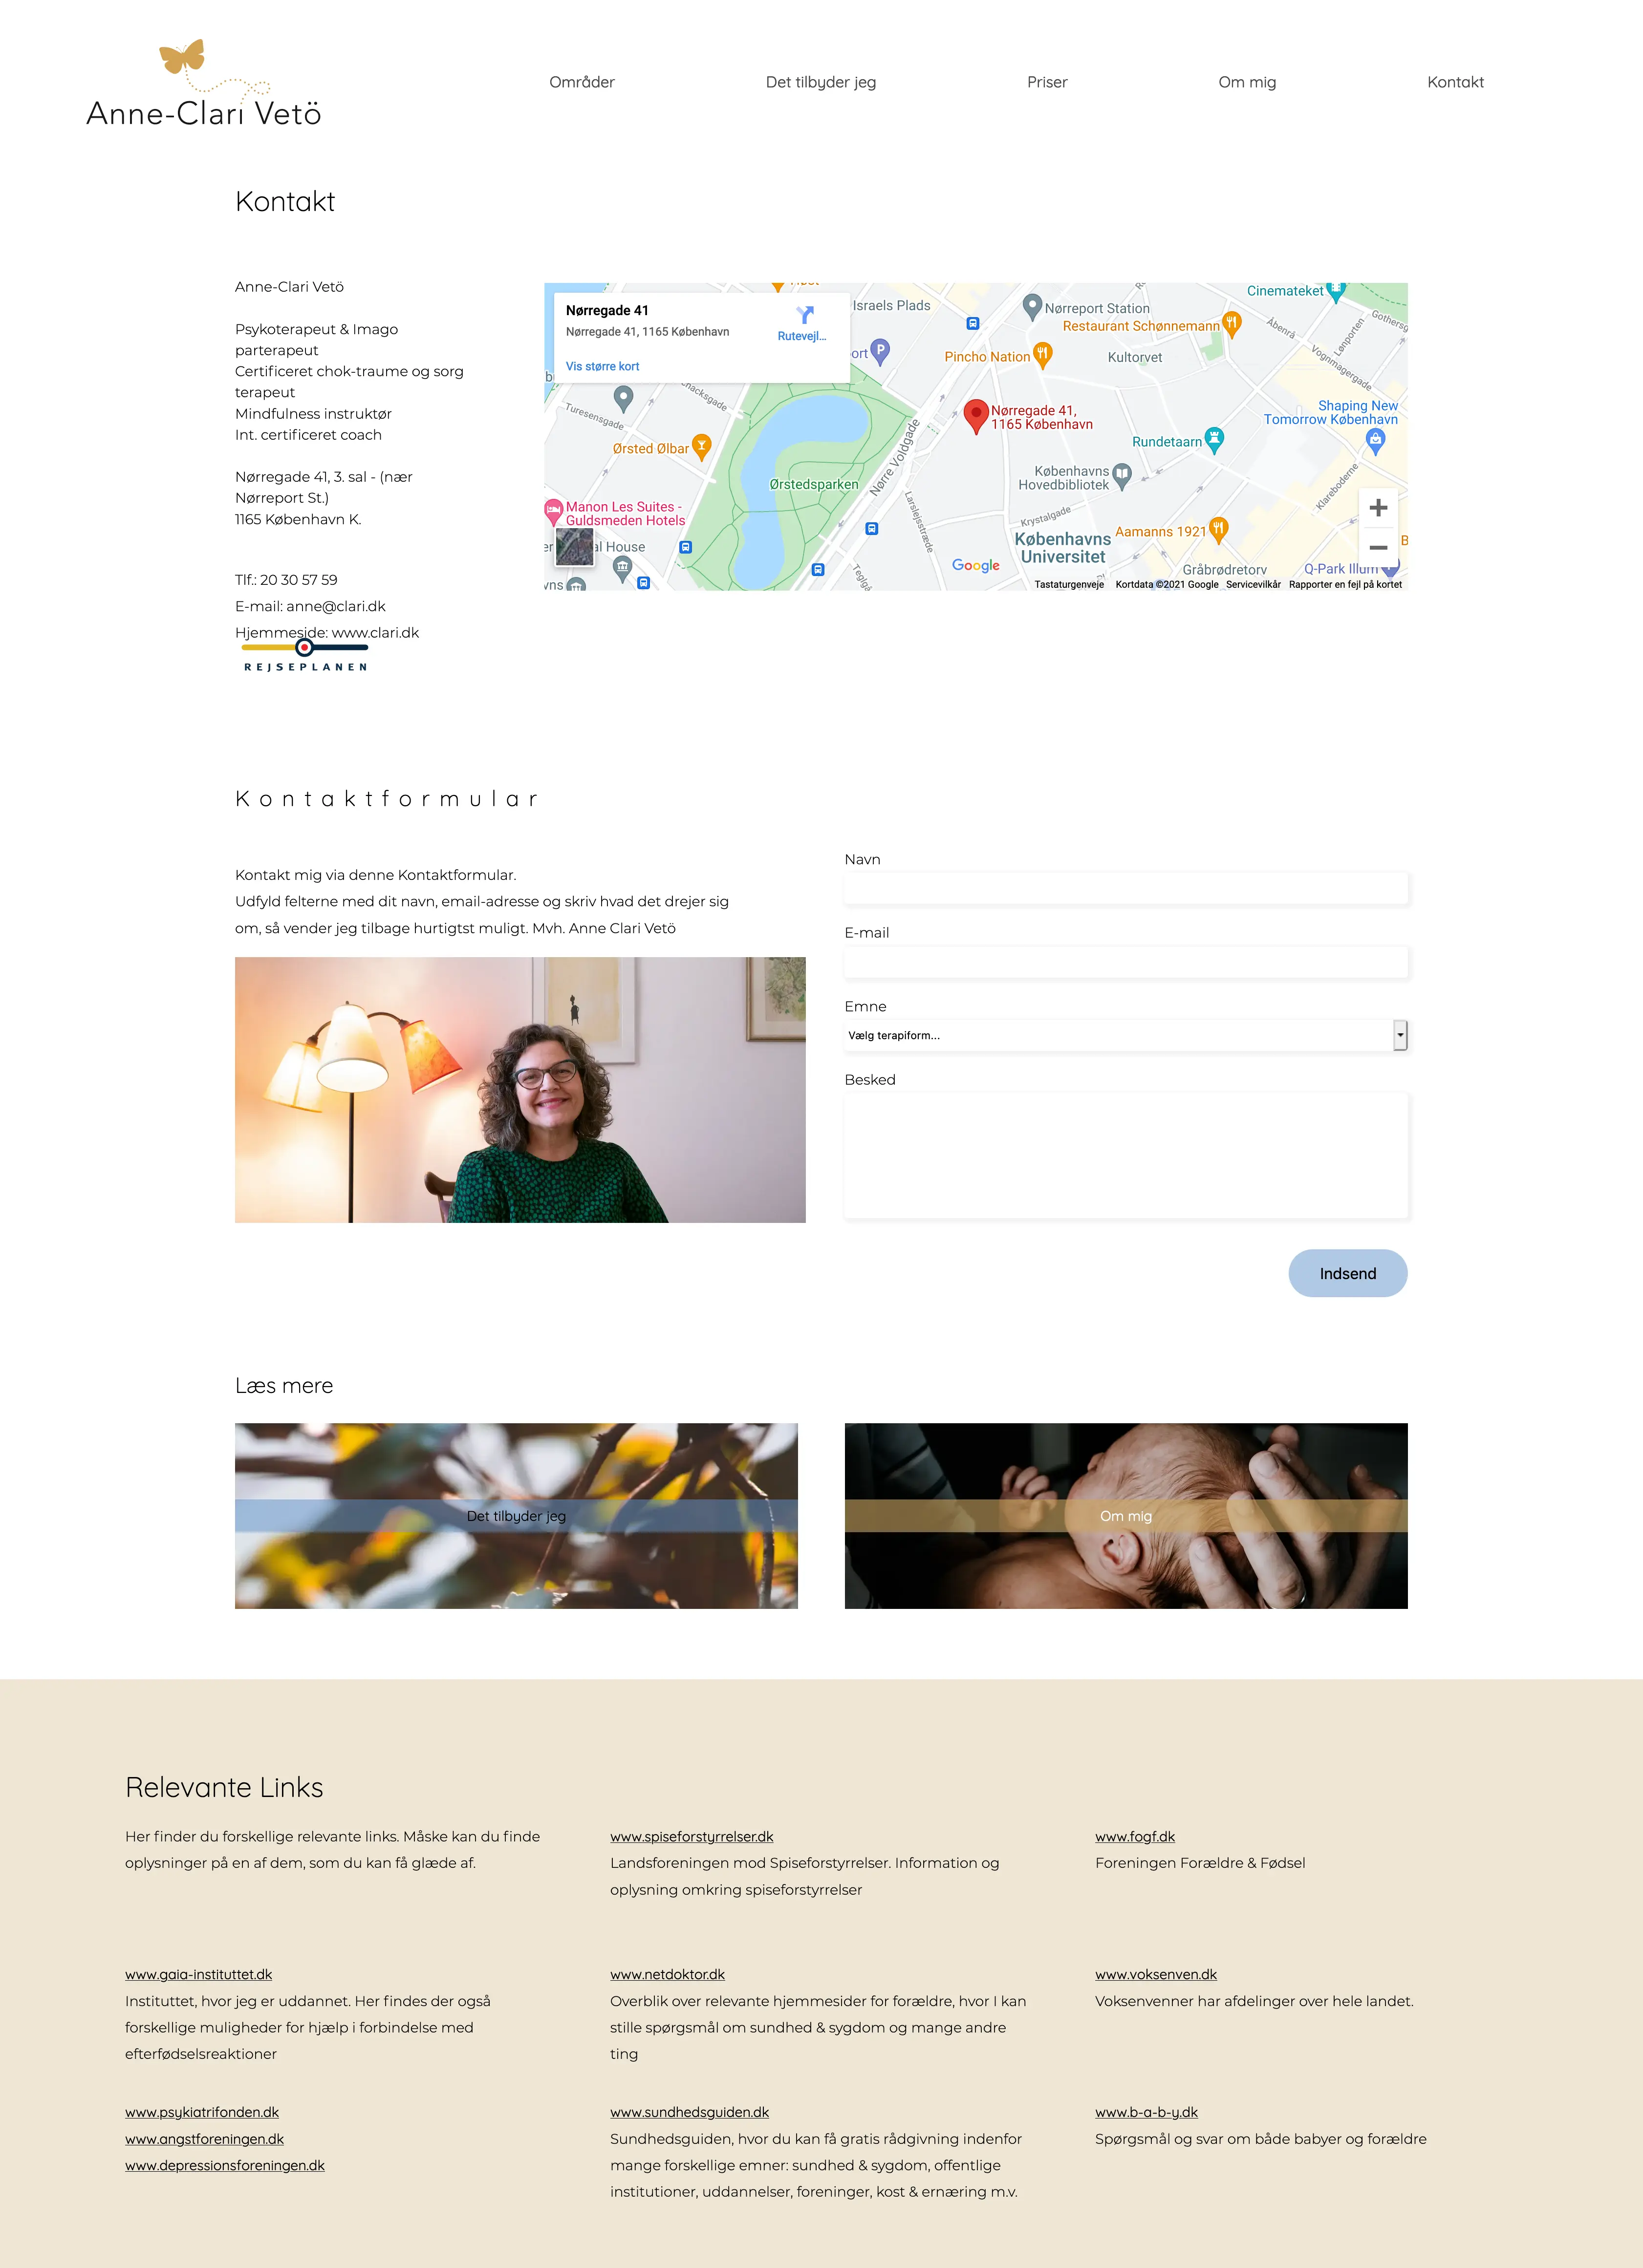 Anne-Clari Vetö
Områder
Det tilbyder jeg
Priser
Om mig
Kontakt
Kontakt
Anne-Clari Vetö
Psykoterapeut & Imago
parterapeut
Certificeret chok-traume og sorg
terapeut
Mindfulness instruktør
Int. certificeret coach
Nørregade 41, 3. sal - (nær
Nørreport St.)
1165 København K.
Tlf.: 20 30 57 59
E-mail: anne@clari.dk
Hjemmeside: www.clari.dk
REJSEPLANEN
Nørregade 41
Nørregade 41, 1165 København
Rutevejl...
Vis større kort
Israels Plads
Nørreport Station
Cinemateket
Restaurant Schønnemann
Åbenrå
Vognmagergade
Lønporten
Gothersg
Pincho Nation
Kultorvet
Turesensgade
Ørsted Ølbar
Nørregade 41,
1165 København
Shaping New
Tomorrow København
Rundetaarn
Nørre Voldgade
Københavns
Hovedbibliotek
Ørstedsparken
Klareboderne
Manon Les Suites -
Guldsmeden Hotels
Larslejsstræde
Krystalgade
Aamanns 1921
Københavns
Universitet
al House
Teglgå
Gråbrødretorv
Q-Park Illum
Google
Tastaturgenveje
Kortdata ©2021 Google
Servicevilkår
Rapporter en fejl på kortet
Kontaktformular
Kontakt mig via denne Kontaktformular.
Udfyld felterne med dit navn, email-adresse og skriv hvad det drejer sig
om, så vender jeg tilbage hurtigtst muligt. Mvh. Anne Clari Vetö
Navn
E-mail
Emne
Vælg terapiform...
Besked
Indsend
Læs mere
Det tilbyder jeg
Om mig
Relevante Links
Her finder du forskellige relevante links. Måske kan du finde
oplysninger på en af dem, som du kan få glæde af.
www.spiseforstyrrelser.dk
Landsforeningen mod Spiseforstyrrelser. Information og
oplysning omkring spiseforstyrrelser
www.fogf.dk
Foreningen Forældre & Fødsel
www.gaia-instituttet.dk
Instituttet, hvor jeg er uddannet. Her findes der også
forskellige muligheder for hjælp i forbindelse med
efterfødselsreaktioner
www.netdoktor.dk
Overblik over relevante hjemmesider for forældre, hvor I kan
stille spørgsmål om sundhed & sygdom og mange andre
ting
www.voksenven.dk
Voksenvenner har afdelinger over hele landet.
www.psykiatrifonden.dk
www.angstforeningen.dk
www.depressionsforeningen.dk
www.sundhedsguiden.dk
Sundhedsguiden, hvor du kan få gratis rådgivning indenfor
mange forskellige emner: sundhed & sygdom, offentlige
institutioner, uddannelser, foreninger, kost & ernæring m.v.
www.b-a-b-y.dk
Spørgsmål og svar om både babyer og forældre